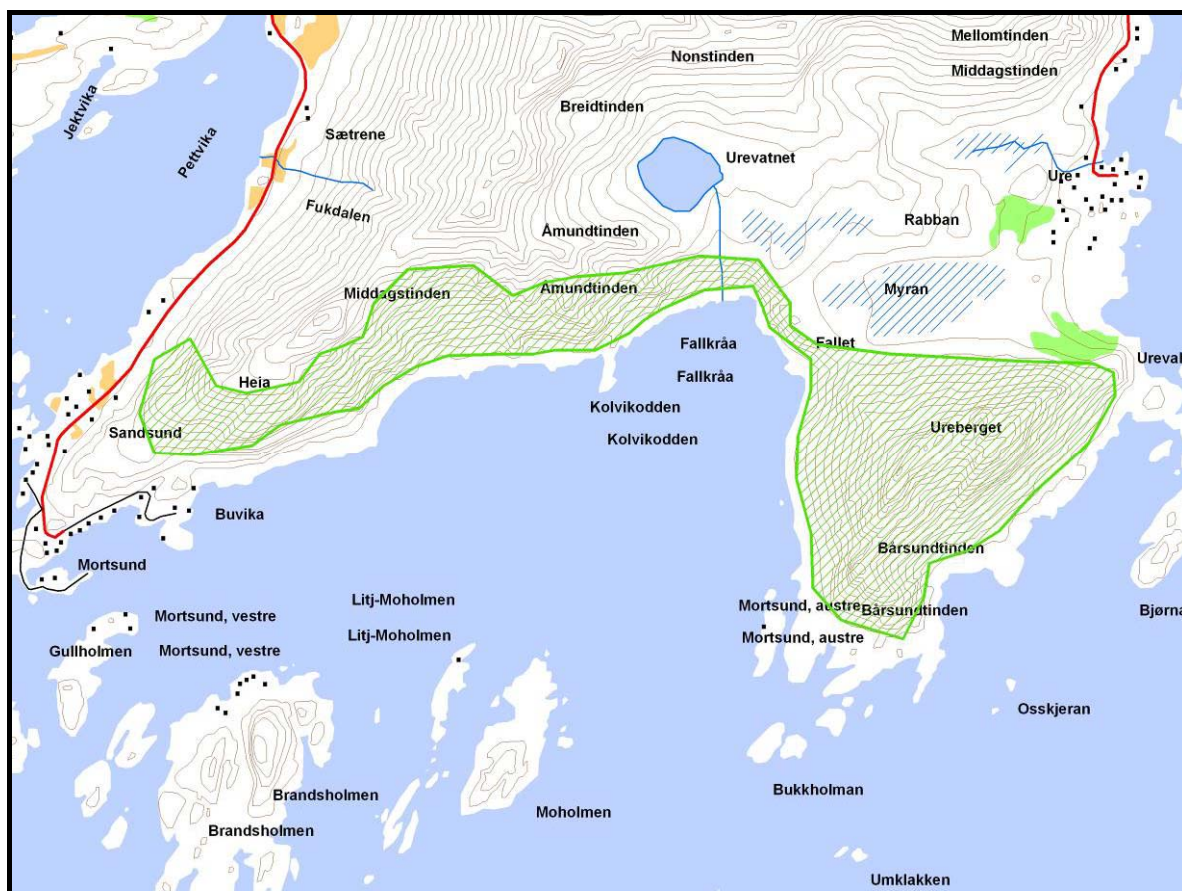 Mellomtinden
Nonstinden
Middagstinden
Jektvika
Breidtinden
Sætrene
Pettvika
Urevatnet
Ure
Fukdalen
Rabban
Åmundtinden
Middagstinden
Åmundtinden
Myran
Fallkråa
Fallet
Ureval
Fallkråa
Heia
Kolvikodden
Sandsund
Ureberget
Kolvikodden
Buvika
Bårsundtinden
Mortsund
Litj-Moholmen
Mortsund, austre
Bårsundtinden
Bjørna
Mortsund, vestre
Litj-Moholmen
Mortsund, austre
Gullholmen
Mortsund, vestre
Osskjeran
Bukkholman
Brandsholmen
Moholmen
Brandsholmen
Umklakken